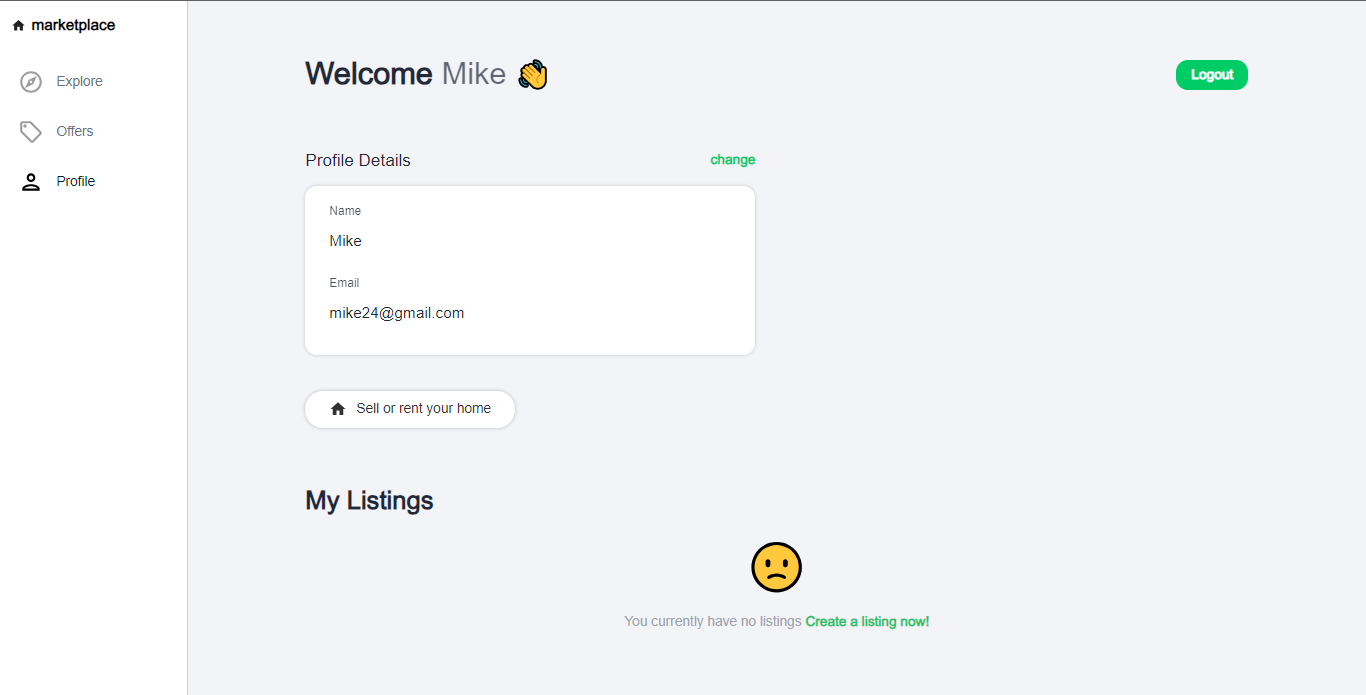 marketplace
Explore
Offers
Profile
Welcome Mike
Logout
Profile Details
change
Name
Mike
Email
mike24@gmail.com
Sell or rent your home
My Listings
You currently have no listings Create a listing now!